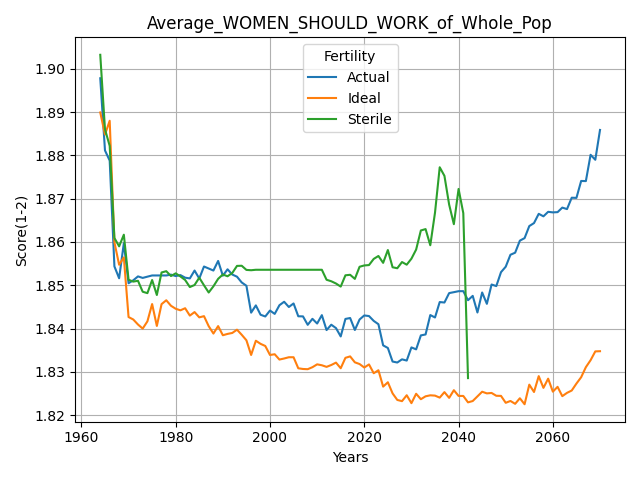 Average_WOMEN_SHOULD_WORK_of_Whole_Pop
Fertility
Actual
Ideal
Sterile
Score(1-2)
1.90
1.89
1.88
1.87
1.86
1.85
1.84
1.83
1.82
1960 1980 2000 2020 2040 2060
Years